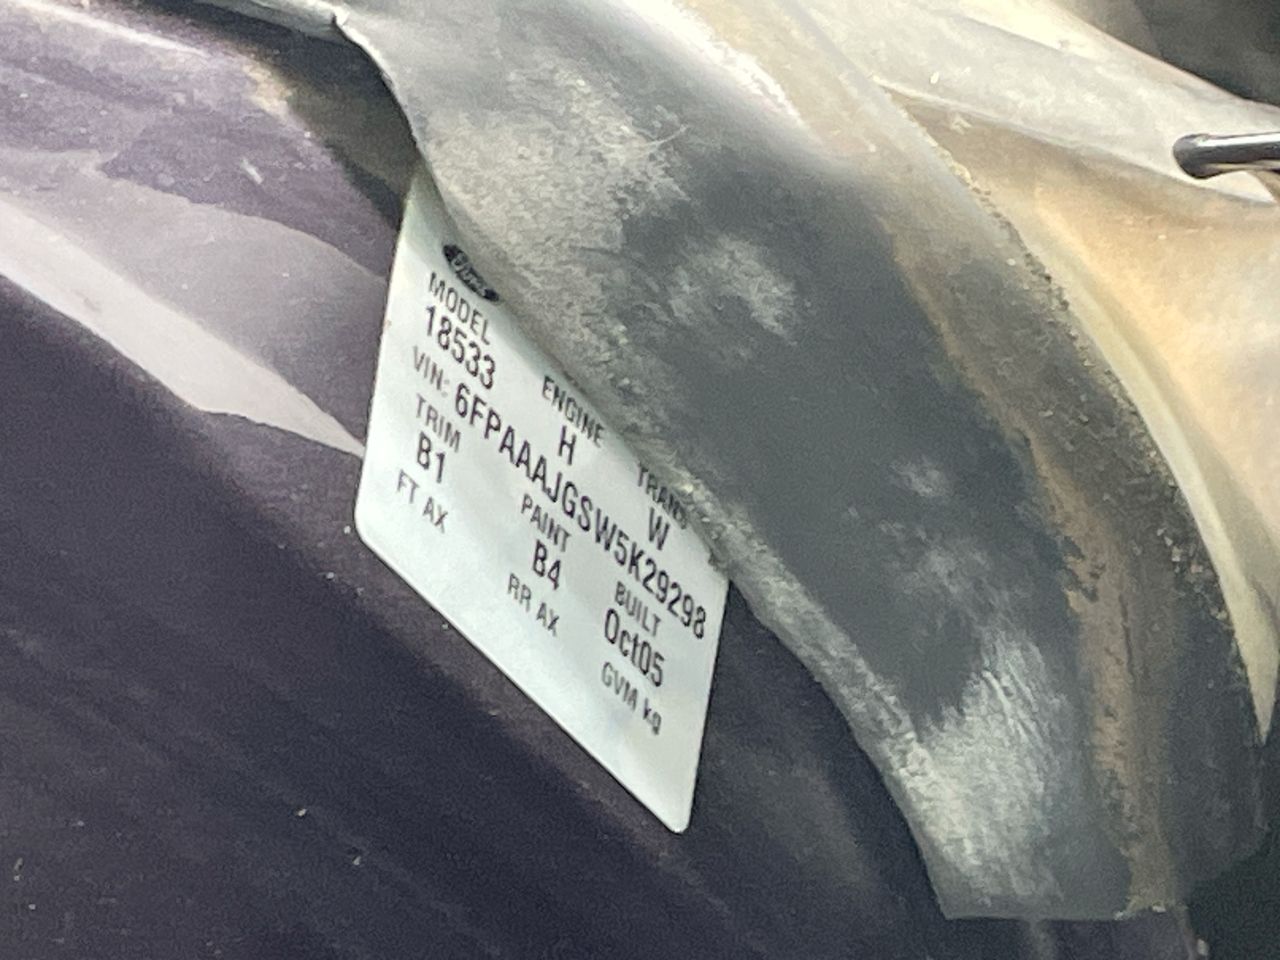 Ford
MODEL ENGINE TRANS
18533 H W
VIN: 6FPAAAJGSW5K29298
TRIM PAINT BUILT
B1 B4 Oct05
FT AX RR AX GVM kg